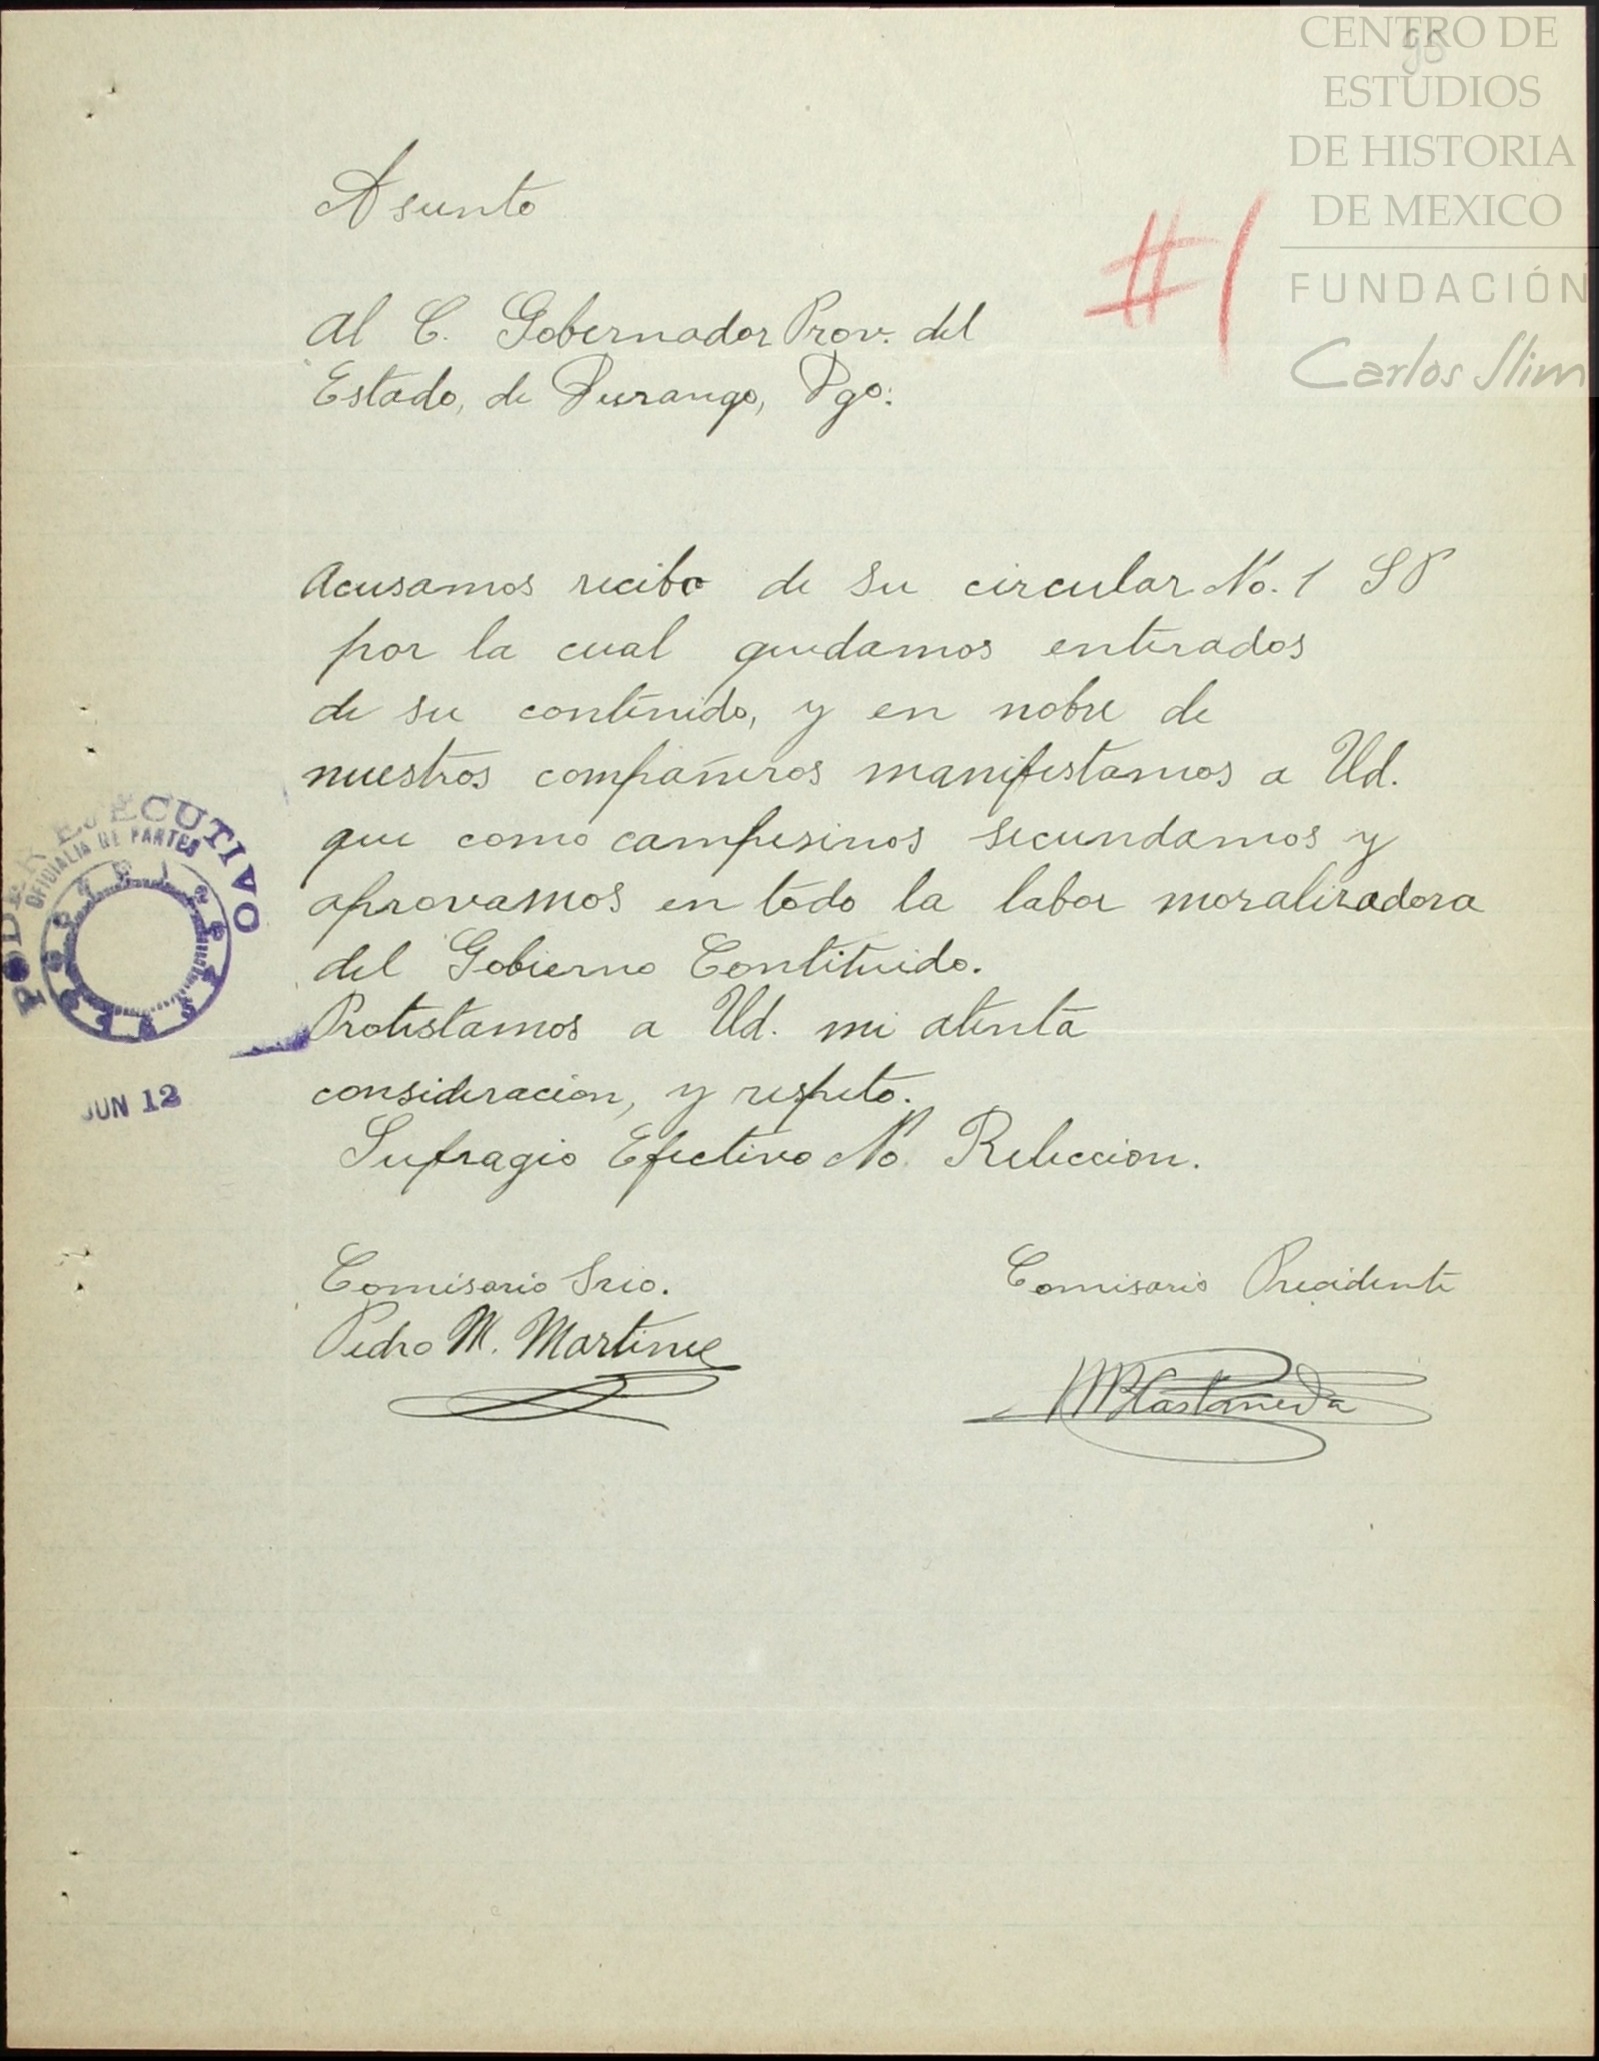 CENTRO DE
ESTUDIOS
DE HISTORIA
DE MEXICO
FUNDACIÓN
Carlos Slim
Asunto
#1
Al C. Gobernador Prov. del
Estado, de Durango, Dgo:
Acusamos recibo de su circular No. 1 SP
por la cual quedamos enterados
de su contenido, y en nobre de
nuestros compañeros manifestamos a Ud.
que como campesinos secundamos y
aprovamos en todo la labor moralizadora
del Gobierno Contituido.
Protestamos a Ud. mi atenta
consideracion, y respeto.
Sufragio Efectivo No. Releccion.
PODER EJECUTIVO
OFICIALIA DE PARTES
JUN 12
Comisario Srio.
Comisario Precidente
Pedro M. Martinez
Castañeda